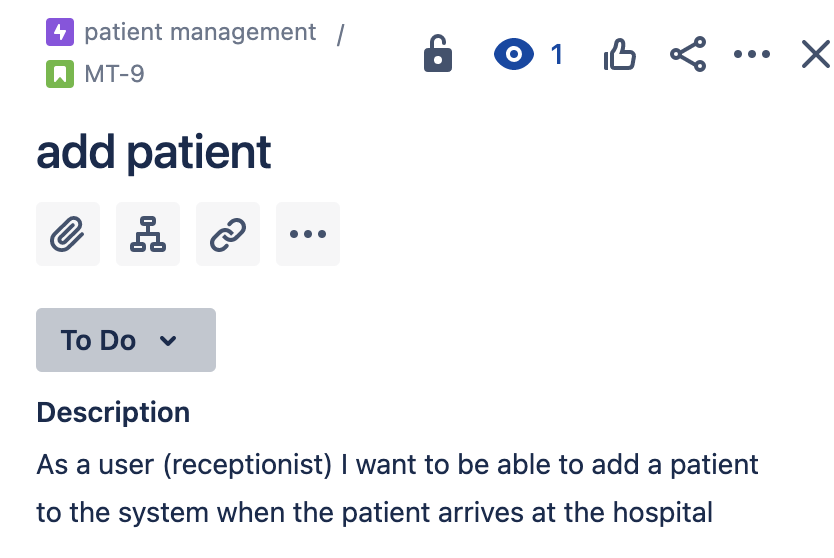 patient management /
MT-9
1
add patient
To Do
Description
As a user (receptionist) I want to be able to add a patient
to the system when the patient arrives at the hospital